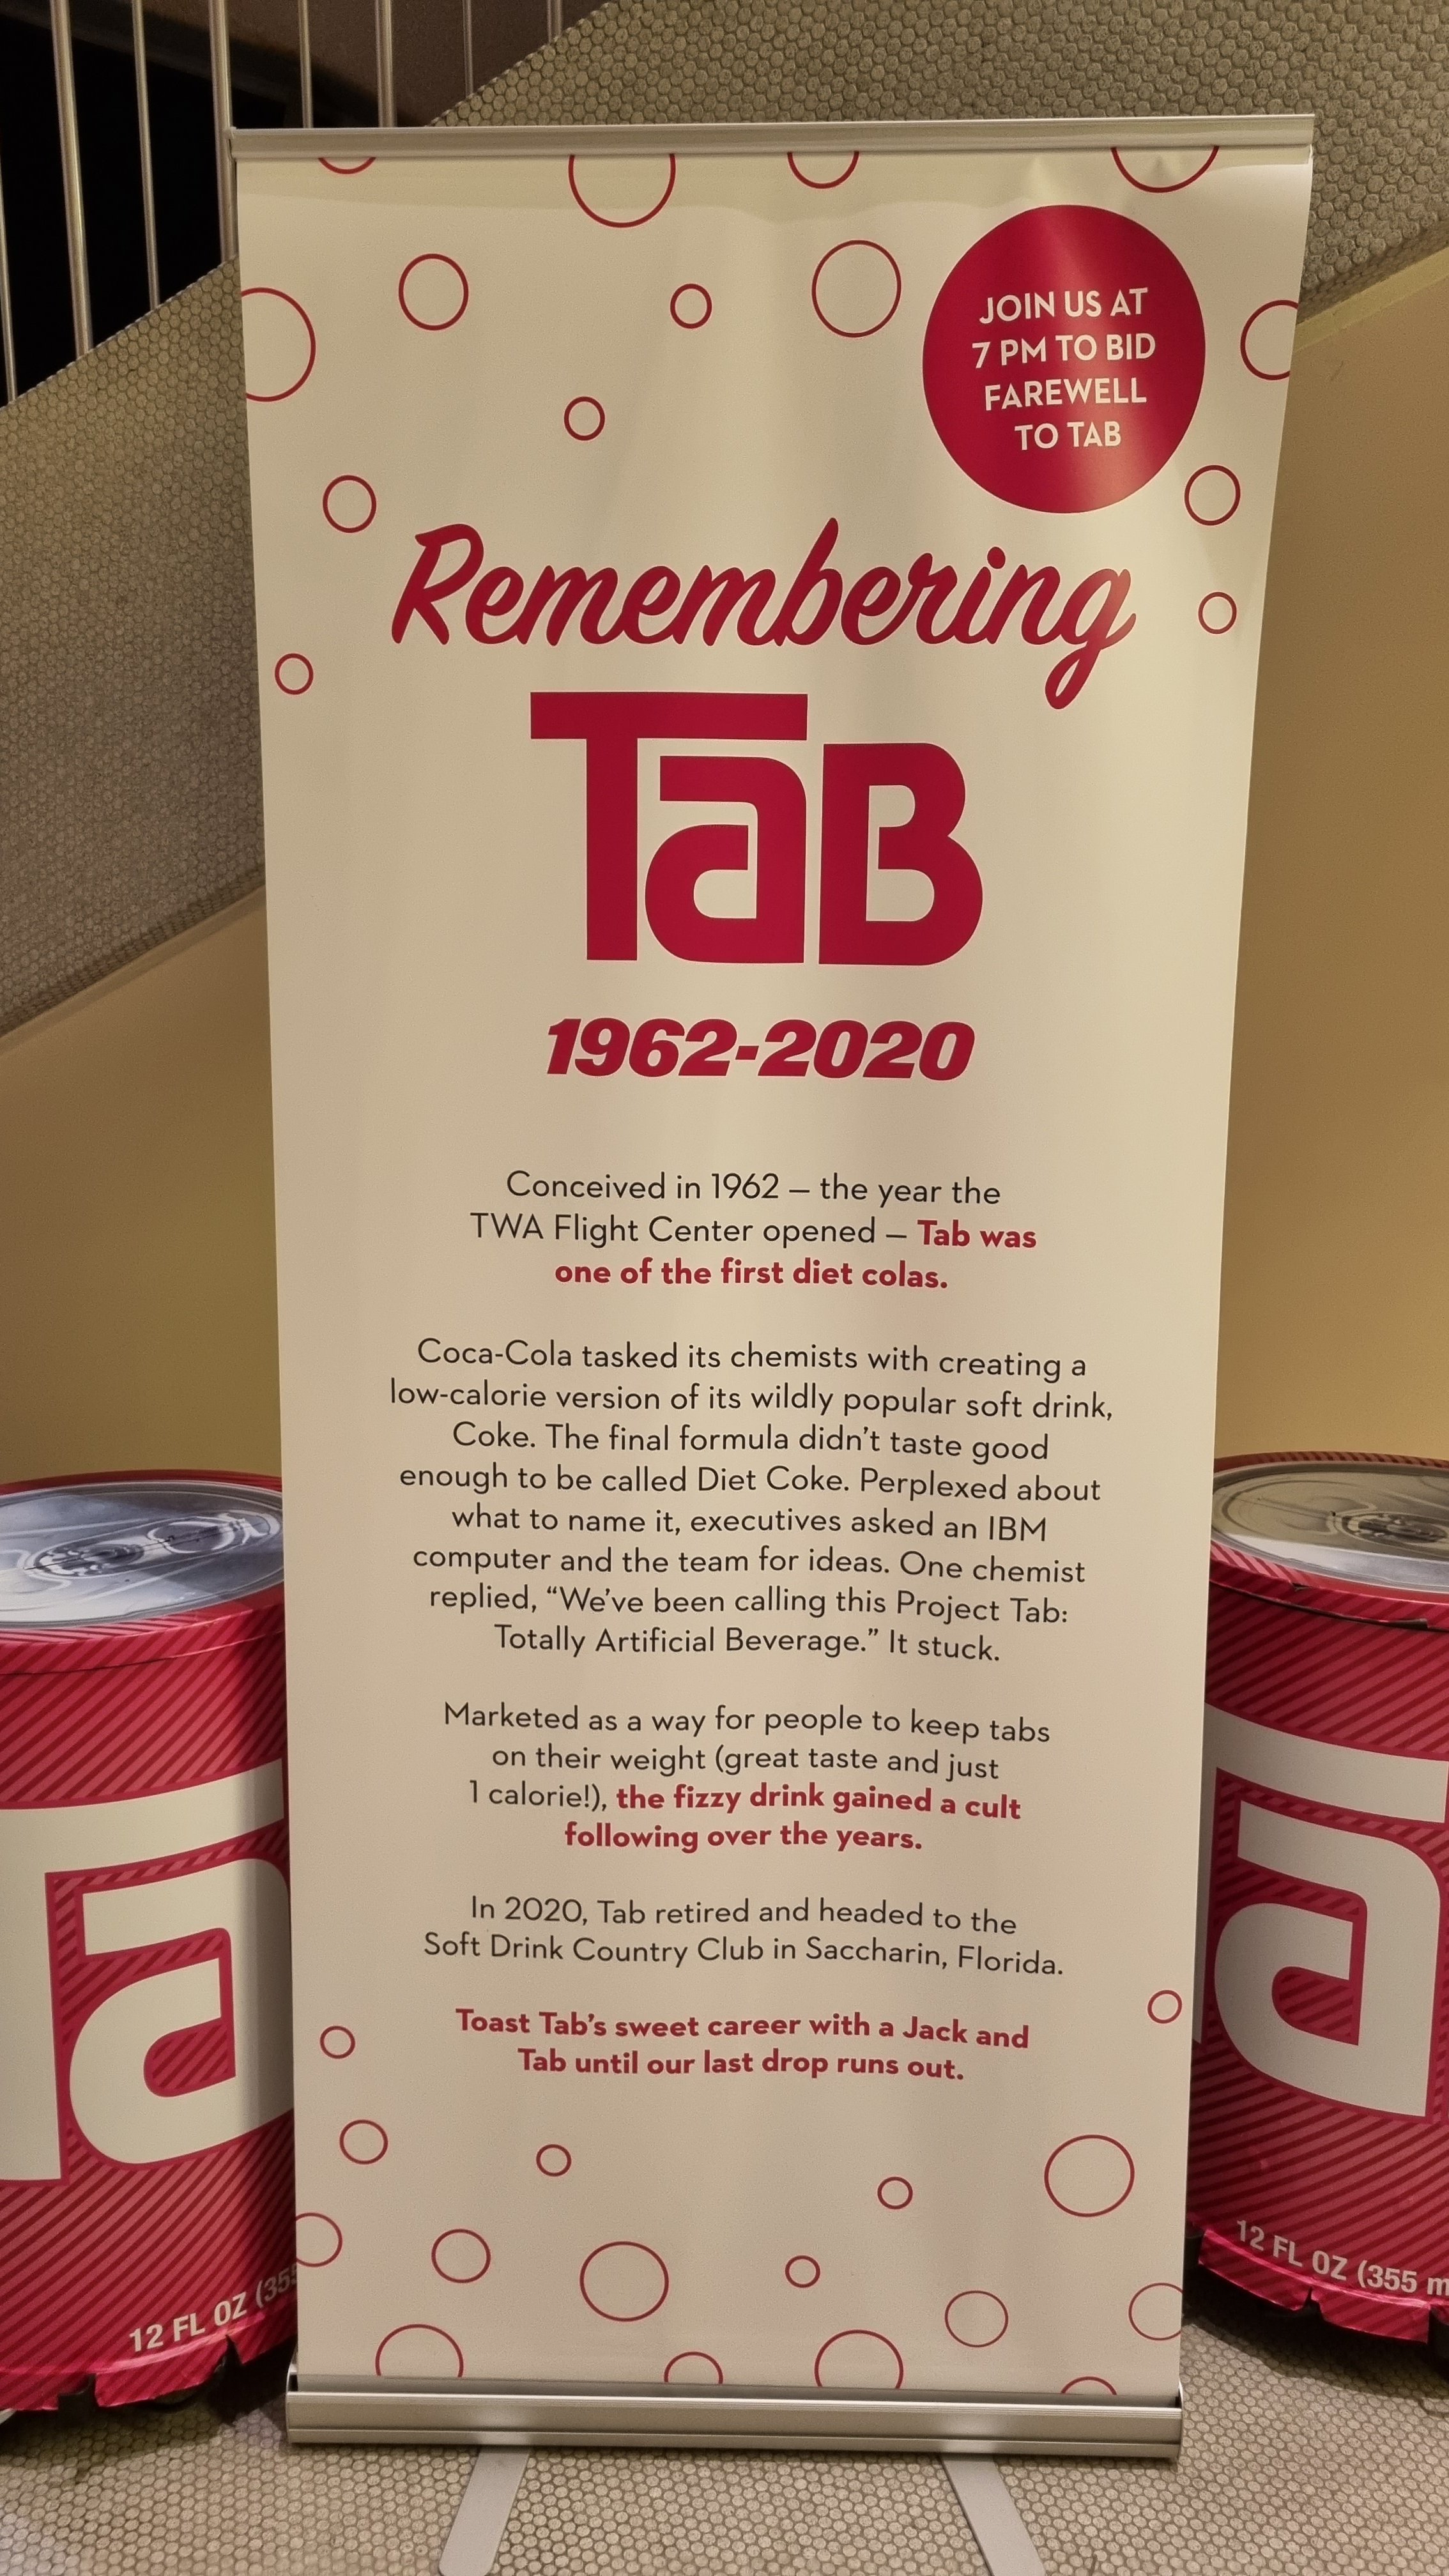 JOIN US AT
7 PM TO BID
FAREWELL
TO TAB
Remembering
TaB
1962-2020
Conceived in 1962 – the year the
TWA Flight Center opened – Tab was
one of the first diet colas.
Coca-Cola tasked its chemists with creating a
low-calorie version of its wildly popular soft drink,
Coke. The final formula didn't taste good
enough to be called Diet Coke. Perplexed about
what to name it, executives asked an IBM
computer and the team for ideas. One chemist
replied, “We've been calling this Project Tab:
Totally Artificial Beverage.” It stuck.
Marketed as a way for people to keep tabs
on their weight (great taste and just
1 calorie!), the fizzy drink gained a cult
following over the years.
In 2020, Tab retired and headed to the
Soft Drink Country Club in Saccharin, Florida.
Toast Tab's sweet career with a Jack and
Tab until our last drop runs out.
Ta
12 FL OZ (355
Ta
12 FL OZ (355 m